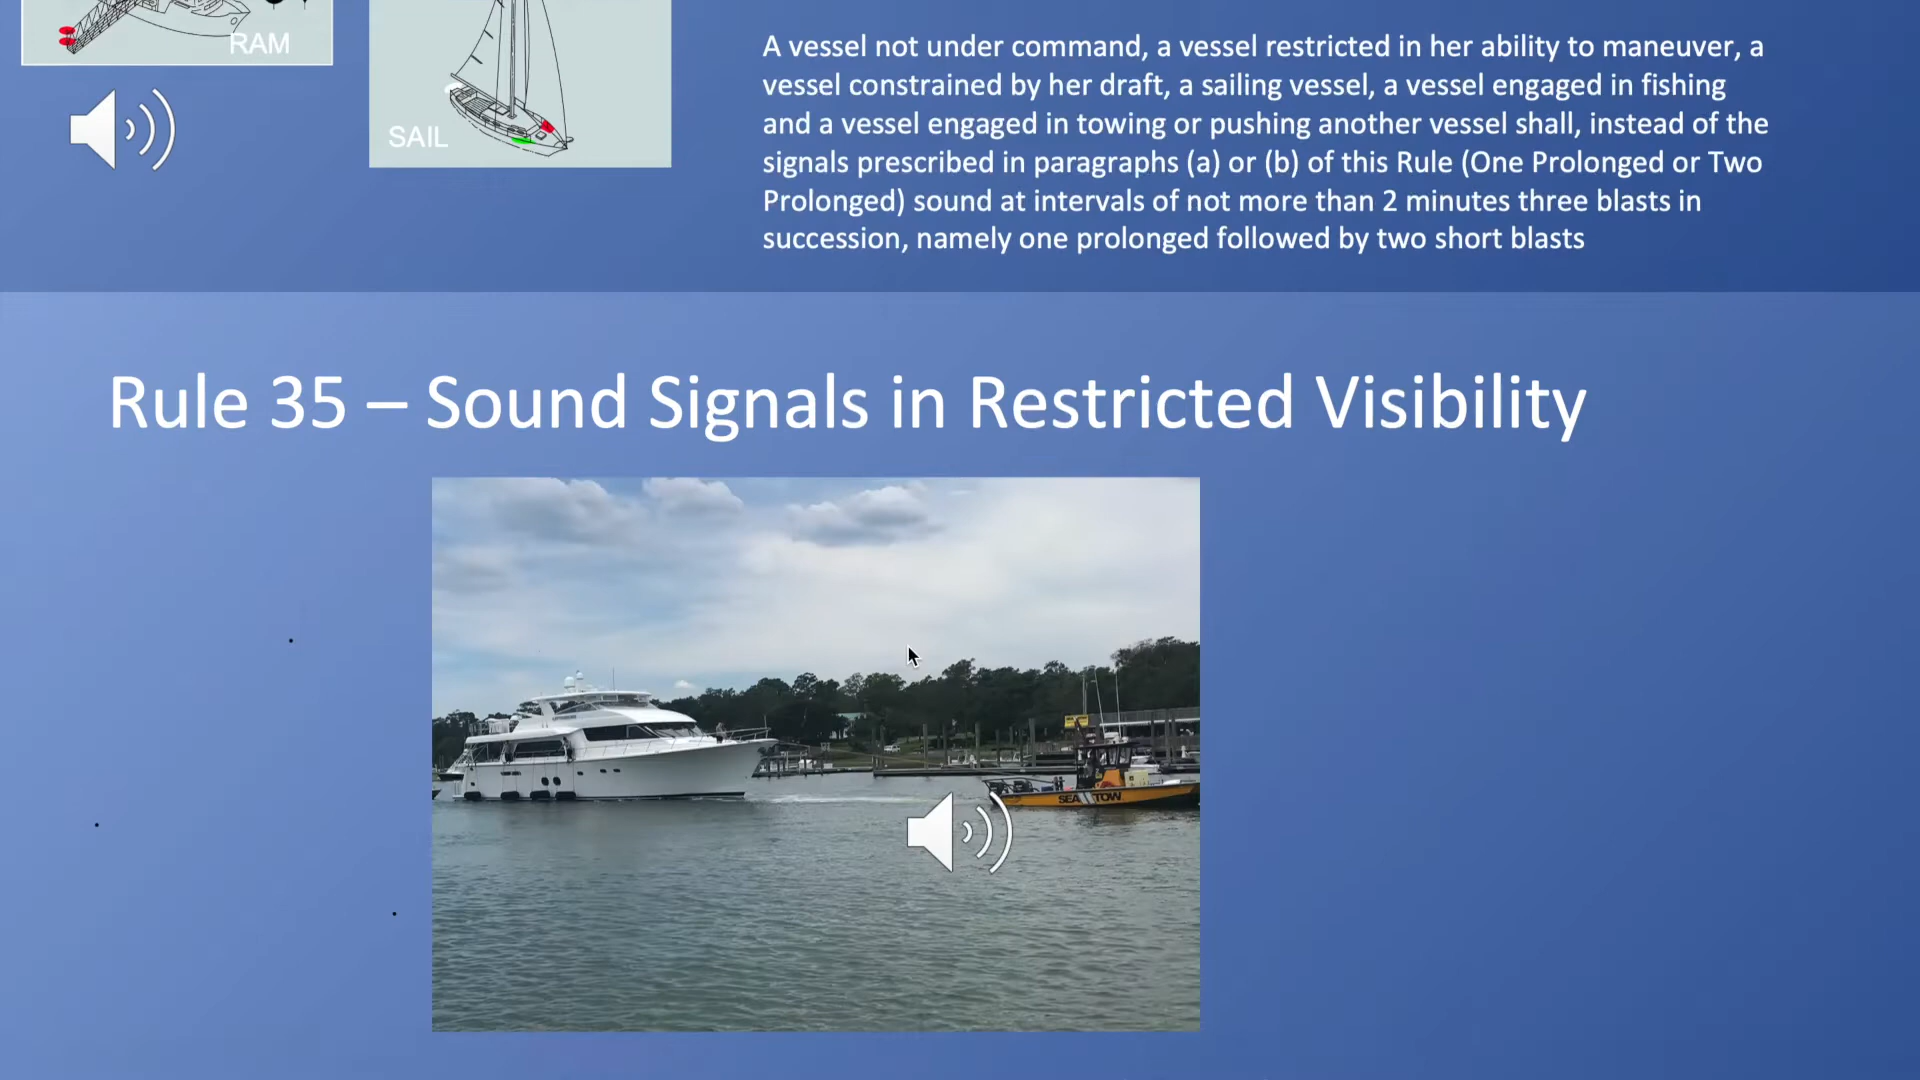 RAM
SAIL
A vessel not under command, a vessel restricted in her ability to maneuver, a
vessel constrained by her draft, a sailing vessel, a vessel engaged in fishing
and a vessel engaged in towing or pushing another vessel shall, instead of the
signals prescribed in paragraphs (a) or (b) of this Rule (One Prolonged or Two
Prolonged) sound at intervals of not more than 2 minutes three blasts in
succession, namely one prolonged followed by two short blasts
Rule 35 – Sound Signals in Restricted Visibility
SEA TOW